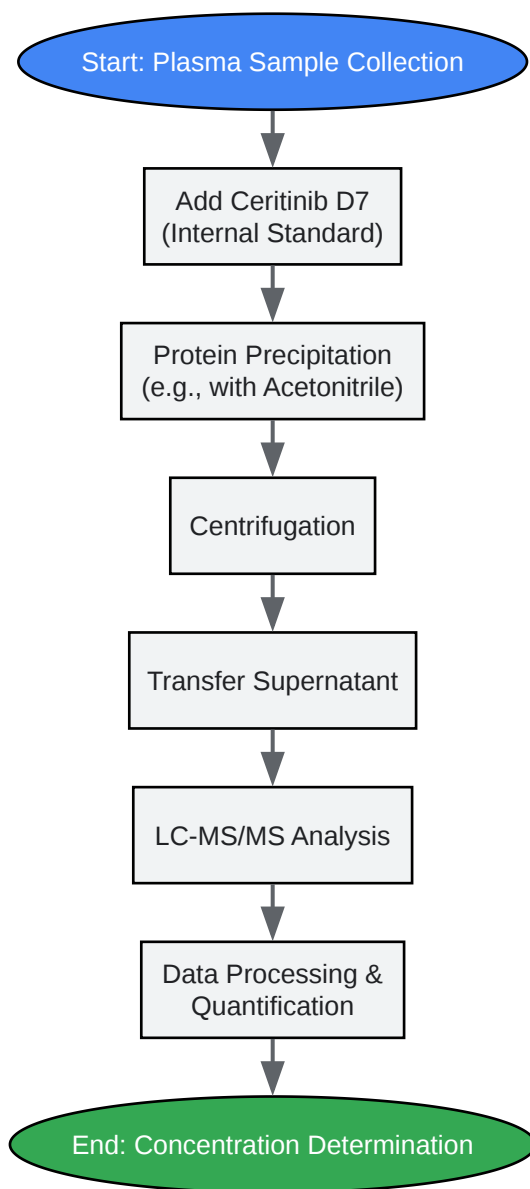 Start: Plasma Sample Collection
Add Ceritinib D7
(Internal Standard)
Protein Precipitation
(e.g., with Acetonitrile)
Centrifugation
Transfer Supernatant
LC-MS/MS Analysis
Data Processing &
Quantification
End: Concentration Determination